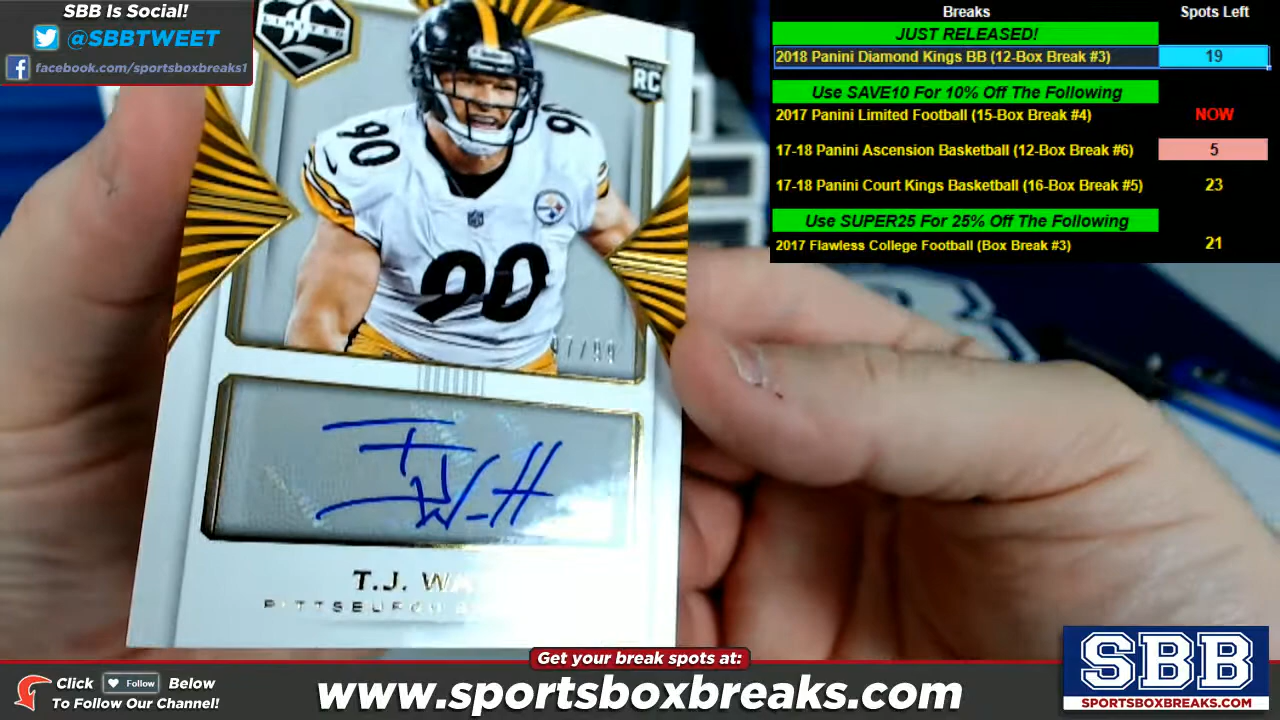 SBB Is Social!
@SBBTWEET
facebook.com/sportsboxbreaks1
Breaks Spots Left
JUST RELEASED!
2018 Panini Diamond Kings BB (12-Box Break #3) 19
Use SAVE10 For 10% Off The Following
2017 Panini Limited Football (15-Box Break #4) NOW
17-18 Panini Ascension Basketball (12-Box Break #6) 5
17-18 Panini Court Kings Basketball (16-Box Break #5) 23
Use SUPER25 For 25% Off The Following
2017 Flawless College Football (Box Break #3) 21
LIMITED
RC
90
90
90
T.J.
PITTSBURGH
Get your break spots at:
Click Follow Below
To Follow Our Channel!
www.sportsboxbreaks.com
SBB
SPORTSBOXBREAKS.COM